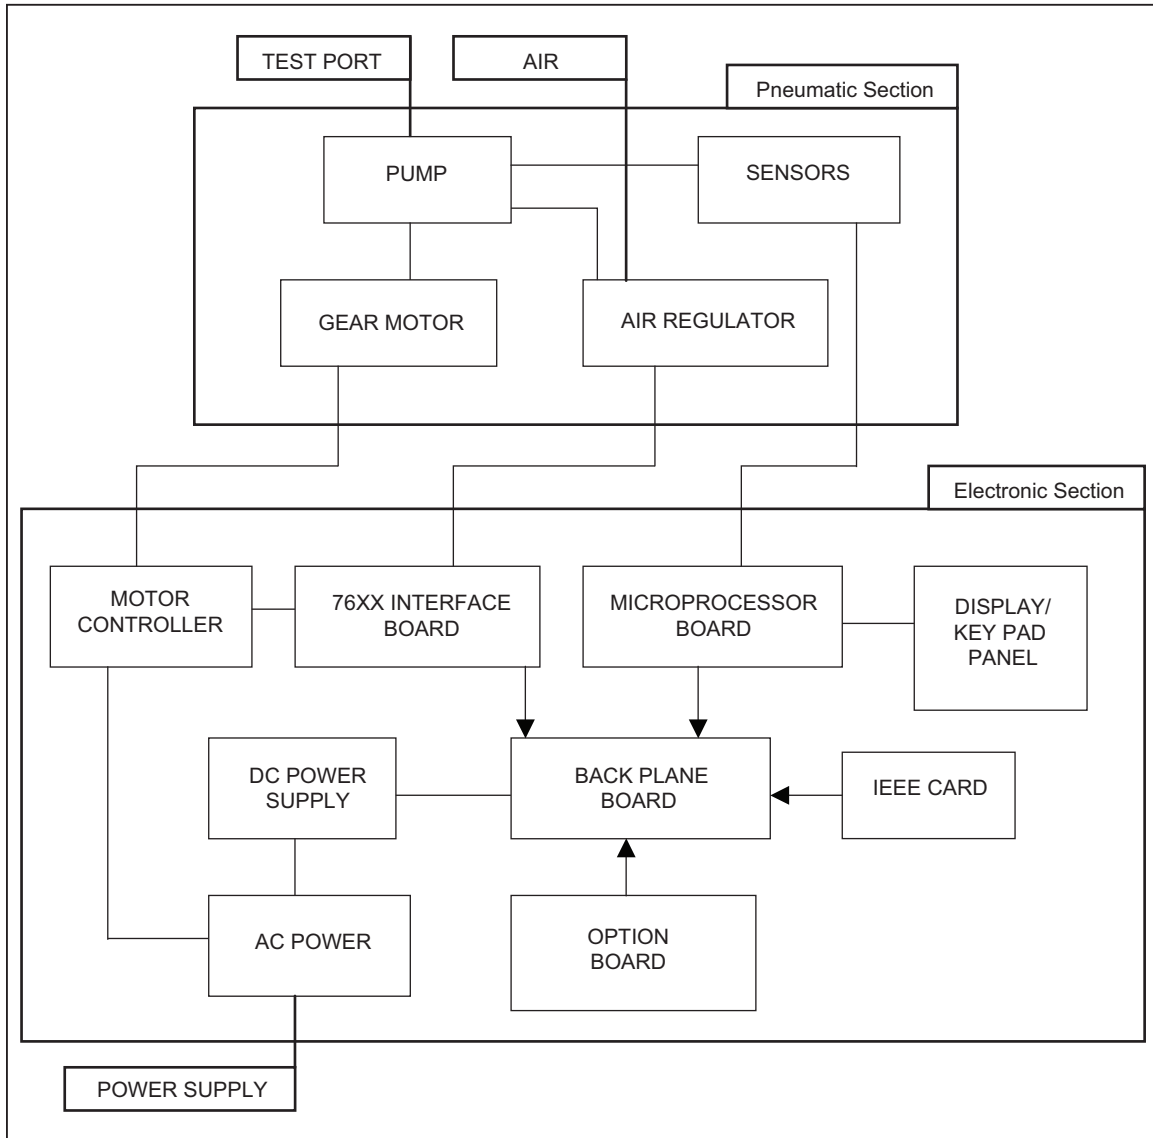 TEST PORT
AIR
Pneumatic Section
PUMP
SENSORS
GEAR MOTOR
AIR REGULATOR
Electronic Section
MOTOR
CONTROLLER
76XX INTERFACE
BOARD
MICROPROCESSOR
BOARD
DISPLAY/
KEY PAD
PANEL
DC POWER
SUPPLY
BACK PLANE
BOARD
IEEE CARD
AC POWER
OPTION
BOARD
POWER SUPPLY